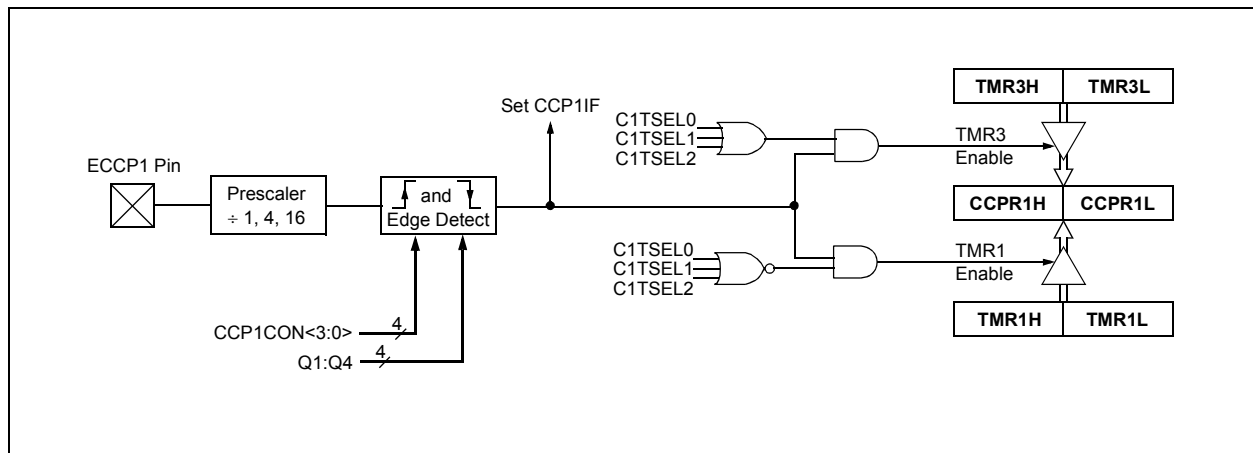 ECCP1 Pin
Prescaler
÷ 1, 4, 16
and
Edge Detect
Set CCP1IF
CCP1CON<3:0>
4
Q1:Q4
4
C1TSEL0
C1TSEL1
C1TSEL2
TMR3
Enable
C1TSEL0
C1TSEL1
C1TSEL2
TMR1
Enable
TMR3H TMR3L
CCPR1H CCPR1L
TMR1H TMR1L